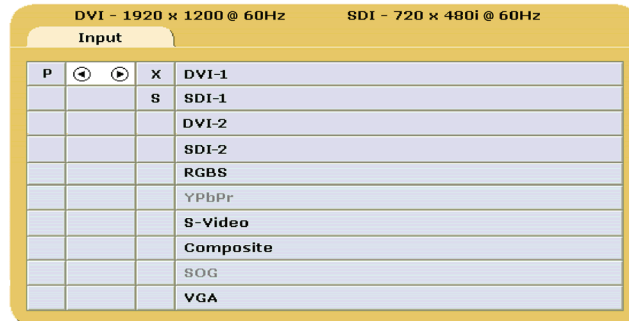 DVI - 1920 x 1200 @ 60Hz SDI - 720 x 480i @ 60Hz
Input
P X DVI-1
S SDI-1
DVI-2
SDI-2
RGBS
YPbPr
S-Video
Composite
SOG
VGA